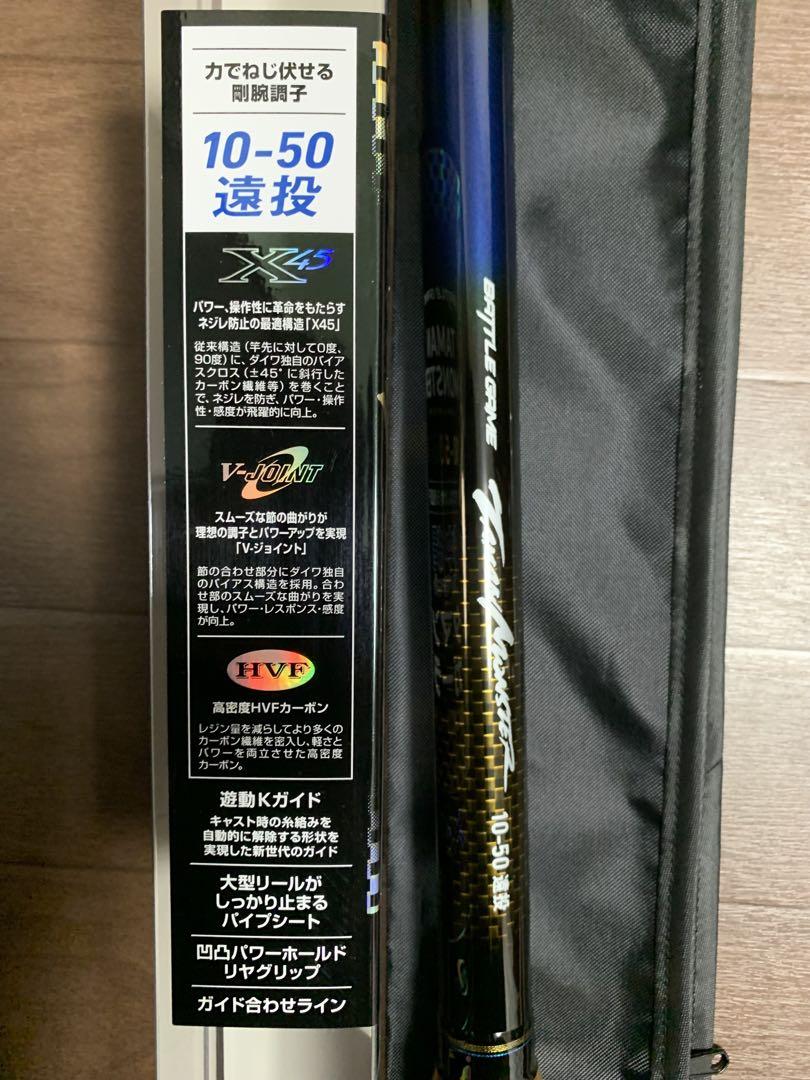 力でねじ伏せる
剛腕調子
10-50
遠投
X45
パワー、操作性に革命をもたらす
ネジレ防止の最適構造「X45」
従来構造（竿先に対して0度、
90度）に、ダイワ独自のバイア
スクロス（±45°に斜行した
カーボン繊維等）を巻くこと
で、ネジレを防ぎ、パワー・操作
性・感度が飛躍的に向上。
V-JOINT
スムーズな節の曲がりが
理想の調子とパワーアップを実現
「V-ジョイント」
節の合わせ部分にダイワ独自
のバイアス構造を採用。合わ
せ部のスムーズな曲がりを実
現し、パワー・レスポンス・感度
が向上。
HVF
高密度HVFカーボン
レジン量を減らしてより多くの
カーボン繊維を密入し、軽さと
パワーを両立させた高密度
カーボン。
遊動Kガイド
キャスト時の糸絡みを
自動的に解除する形状を
実現した新世代のガイド
大型リールが
しっかり止まる
パイプシート
凹凸パワーホールド
リヤグリップ
ガイド合わせライン
BATTLE GAME
TAMAN MONSTER
10-50 遠投